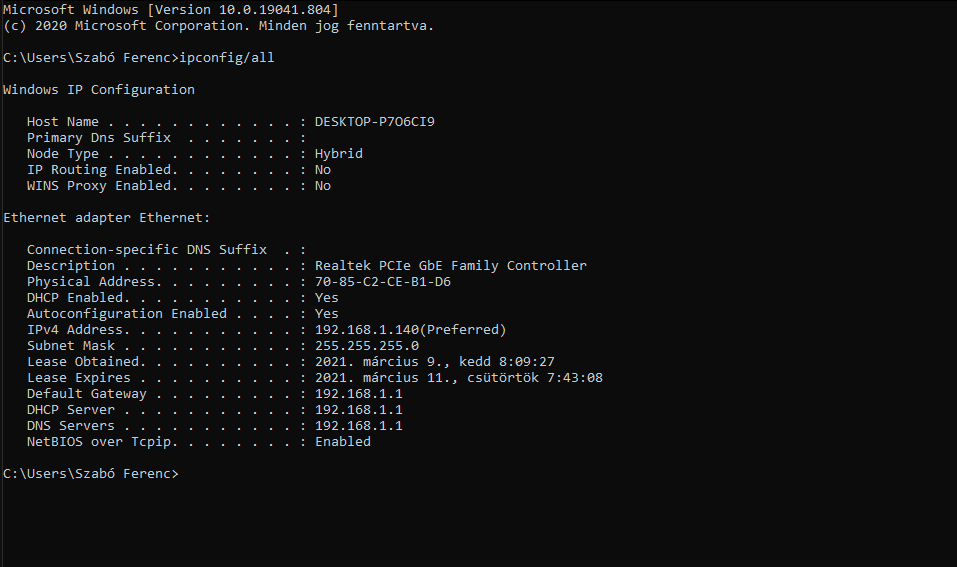 Microsoft Windows [Version 10.0.19041.804]
(c) 2020 Microsoft Corporation. Minden jog fenntartva.
C:\Users\Szabó Ferenc>ipconfig/all
Windows IP Configuration
Host Name . . . . . . . . . . . . : DESKTOP-P7O6CI9
Primary Dns Suffix  . . . . . . . :
Node Type . . . . . . . . . . . . : Hybrid
IP Routing Enabled. . . . . . . . : No
WINS Proxy Enabled. . . . . . . . : No
Ethernet adapter Ethernet:
Connection-specific DNS Suffix  . :
Description . . . . . . . . . . . : Realtek PCIe GbE Family Controller
Physical Address. . . . . . . . . : 70-85-C2-CE-B1-D6
DHCP Enabled. . . . . . . . . . . : Yes
Autoconfiguration Enabled . . . . : Yes
IPv4 Address. . . . . . . . . . . : 192.168.1.140(Preferred)
Subnet Mask . . . . . . . . . . . : 255.255.255.0
Lease Obtained. . . . . . . . . . : 2021. március 9., kedd 8:09:27
Lease Expires . . . . . . . . . . : 2021. március 11., csütörtök 7:43:08
Default Gateway . . . . . . . . . : 192.168.1.1
DHCP Server . . . . . . . . . . . : 192.168.1.1
DNS Servers . . . . . . . . . . . : 192.168.1.1
NetBIOS over Tcpip. . . . . . . . : Enabled
C:\Users\Szabó Ferenc>